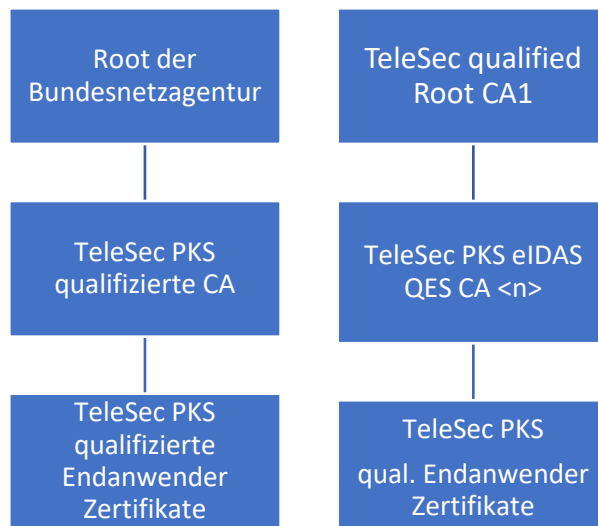 Root der
Bundesnetzagentur
TeleSec PKS
qualifizierte CA
TeleSec PKS
qualifizierte
Endanwender
Zertifikate
TeleSec qualified
Root CA1
TeleSec PKS eIDAS
QES CA <n>
TeleSec PKS
qual. Endanwender
Zertifikate